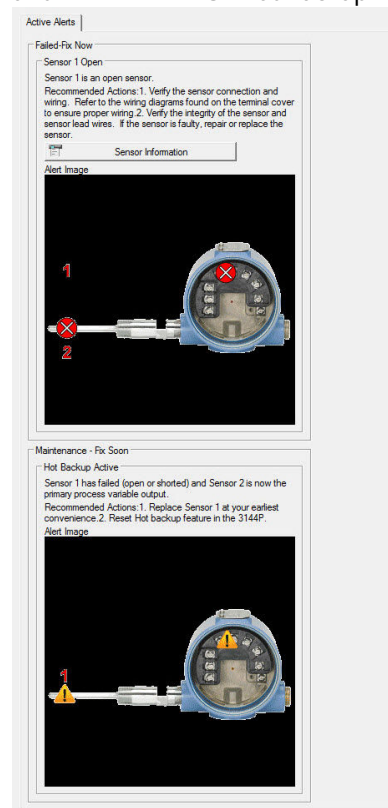 Active Alerts
Failed-Fix Now
Sensor 1 Open
Sensor 1 is an open sensor.
Recommended Actions:1. Verify the sensor connection and
wiring. Refer to the wiring diagrams found on the terminal cover
to ensure proper wiring.2. Verify the integrity of the sensor and
sensor lead wires. If the sensor is faulty, repair or replace the
sensor.
Sensor Information
Alert Image
1
2
Maintenance - Fix Soon
Hot Backup Active
Sensor 1 has failed (open or shorted) and Sensor 2 is now the
primary process variable output.
Recommended Actions:1. Replace Sensor 1 at your earliest
convenience.2. Reset Hot backup feature in the 3144P.
Alert Image
1